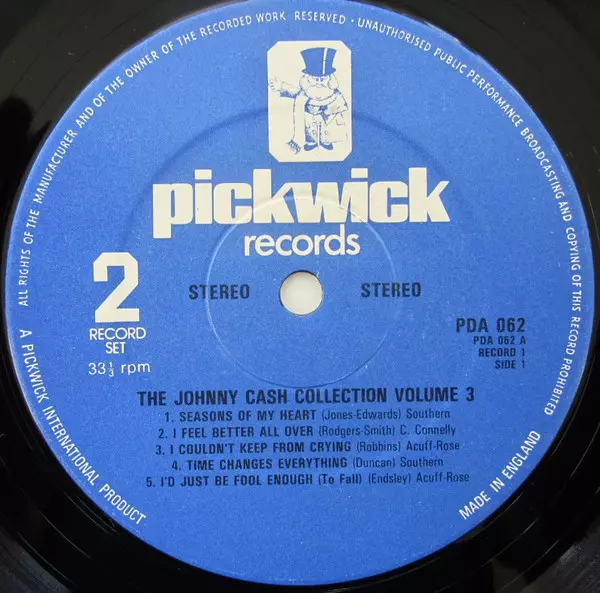 ALL RIGHTS OF THE MANUFACTURER AND OF THE OWNER OF THE RECORDED WORK RESERVED · UNAUTHORISED PUBLIC PERFORMANCE BROADCASTING AND COPYING OF THIS RECORD PROHIBITED
pickwick
records
2
RECORD
SET
33⅓ rpm
STEREO STEREO
PDA 062
PDA 062 A
RECORD 1
SIDE 1
THE JOHNNY CASH COLLECTION VOLUME 3
1. SEASONS OF MY HEART (Jones-Edwards) Southern
2. I FEEL BETTER ALL OVER (Rodgers-Smith) C. Connelly
3. I COULDN'T KEEP FROM CRYING (Robbins) Acuff-Rose
4. TIME CHANGES EVERYTHING (Duncan) Southern
5. I'D JUST BE FOOL ENOUGH (To Fall) (Endsley) Acuff-Rose
A PICKWICK INTERNATIONAL PRODUCT
MADE IN ENGLAND